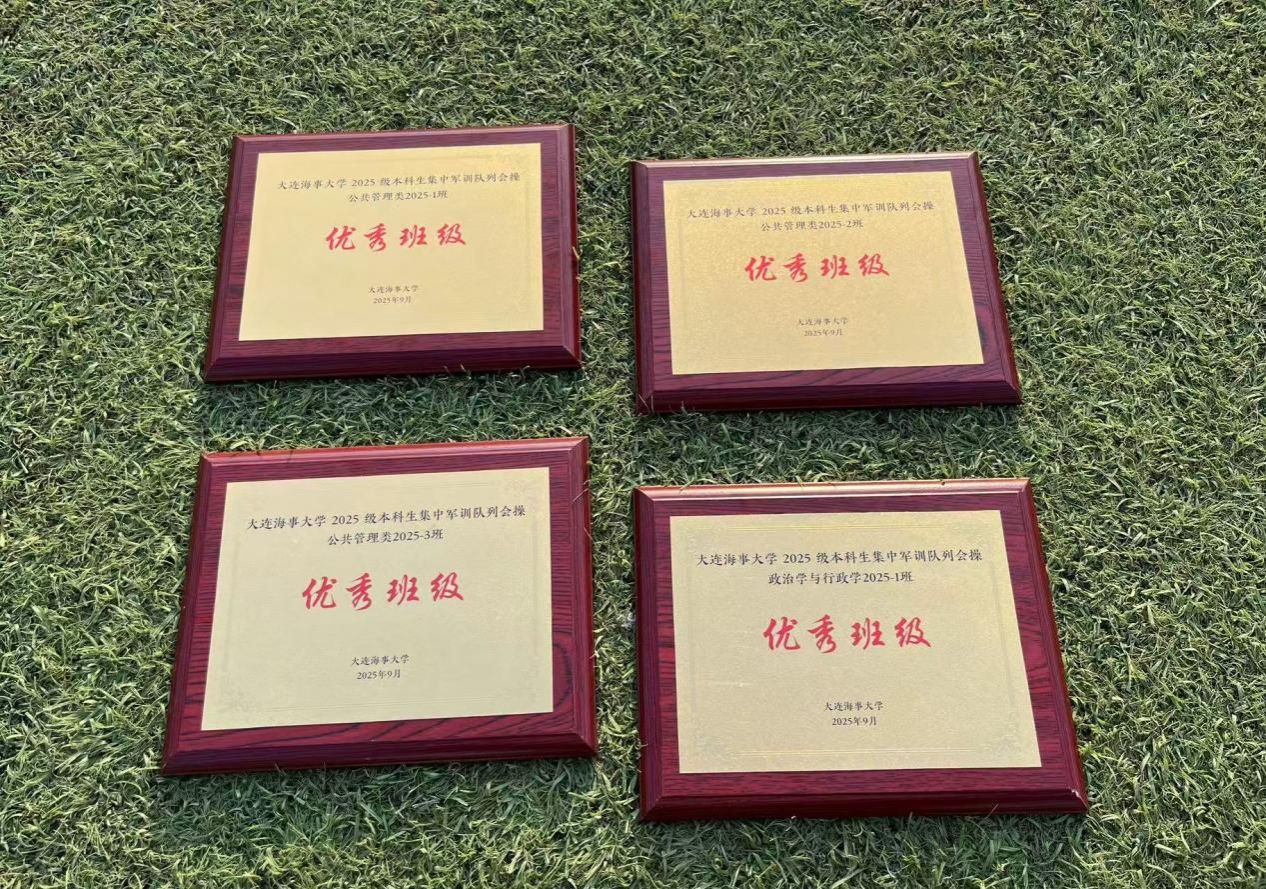 大连海事大学 2025 级本科生集中军训队列会操
公共管理类2025-1班
优秀班级
大连海事大学
2025年9月
大连海事大学 2025 级本科生集中军训队列会操
公共管理类2025-2班
优秀班级
大连海事大学
2025年9月
大连海事大学 2025 级本科生集中军训队列会操
公共管理类2025-3班
优秀班级
大连海事大学
2025年9月
大连海事大学 2025 级本科生集中军训队列会操
政治学与行政学2025-1班
优秀班级
大连海事大学
2025年9月